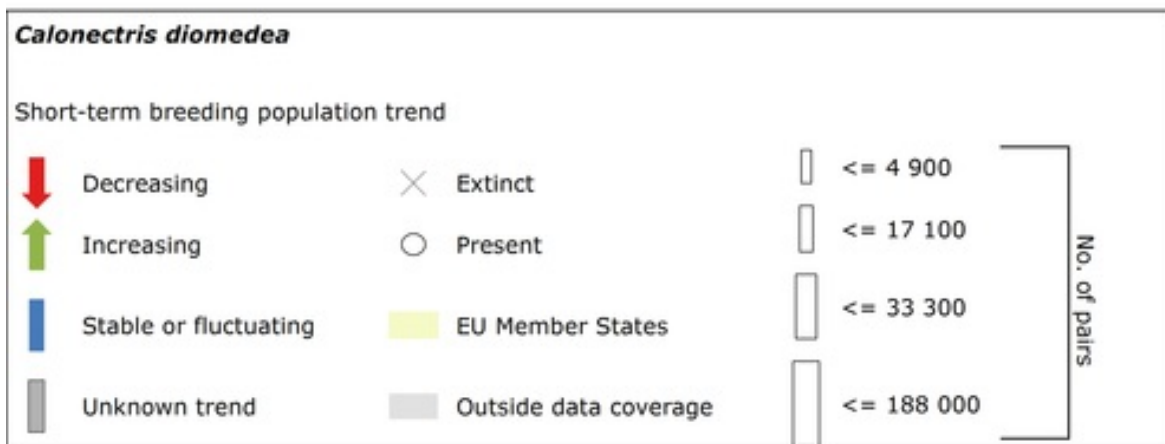 Calonectris diomedea
Short-term breeding population trend
Decreasing
Extinct
<= 4 900
Increasing
Present
<= 17 100
Stable or fluctuating
EU Member States
<= 33 300
Unknown trend
Outside data coverage
<= 188 000
No. of pairs